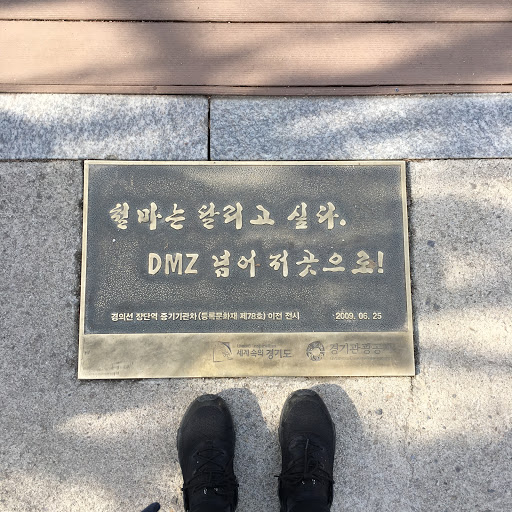 철마는 달리고 싶다.
DMZ 넘어 저곳으로!
경의선 장단역 증기기관차 (등록문화재 제78호) 이전 전시 2009. 06. 25
세계속의 경기도 경기관광공사